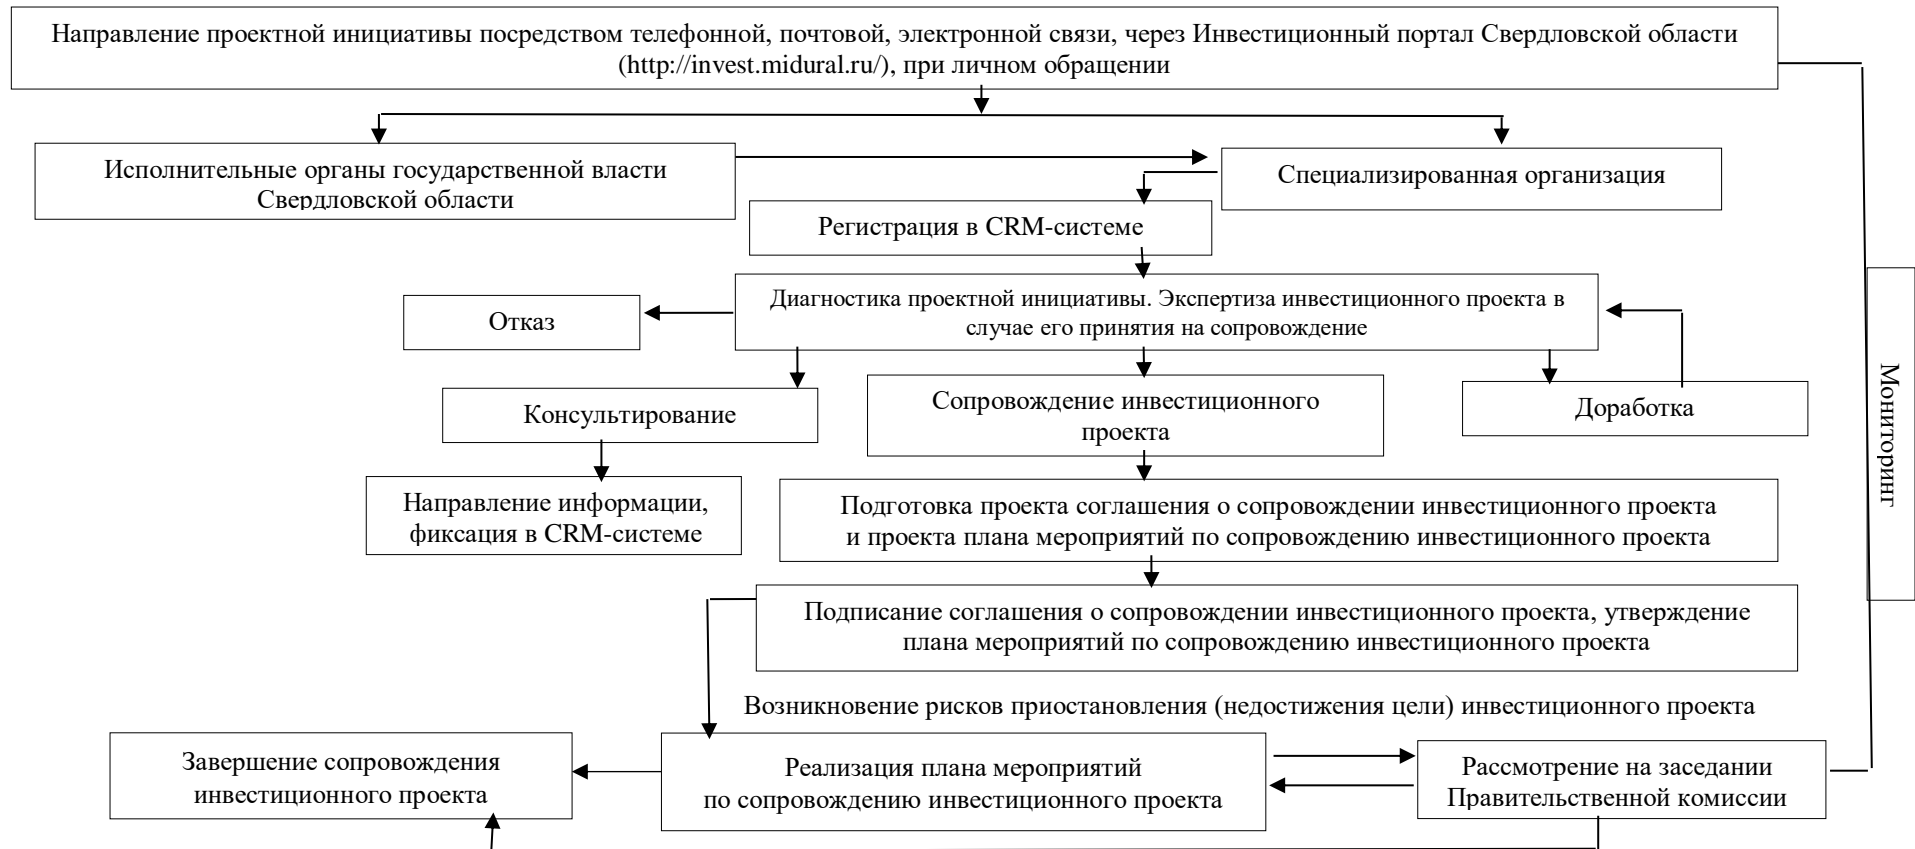 Направление проектной инициативы посредством телефонной, почтовой, электронной связи, через Инвестиционный портал Свердловской области
(http://invest.midural.ru/), при личном обращении
Исполнительные органы государственной власти
Свердловской области
Специализированная организация
Регистрация в CRM-системе
Диагностика проектной инициативы. Экспертиза инвестиционного проекта в
случае его принятия на сопровождение
Отказ
Консультирование
Сопровождение инвестиционного
проекта
Доработка
Мониторинг
Направление информации,
фиксация в CRM-системе
Подготовка проекта соглашения о сопровождении инвестиционного проекта
и проекта плана мероприятий по сопровождению инвестиционного проекта
Подписание соглашения о сопровождении инвестиционного проекта, утверждение
плана мероприятий по сопровождению инвестиционного проекта
Возникновение рисков приостановления (недостижения цели) инвестиционного проекта
Завершение сопровождения
инвестиционного проекта
Реализация плана мероприятий
по сопровождению инвестиционного проекта
Рассмотрение на заседании
Правительственной комиссии